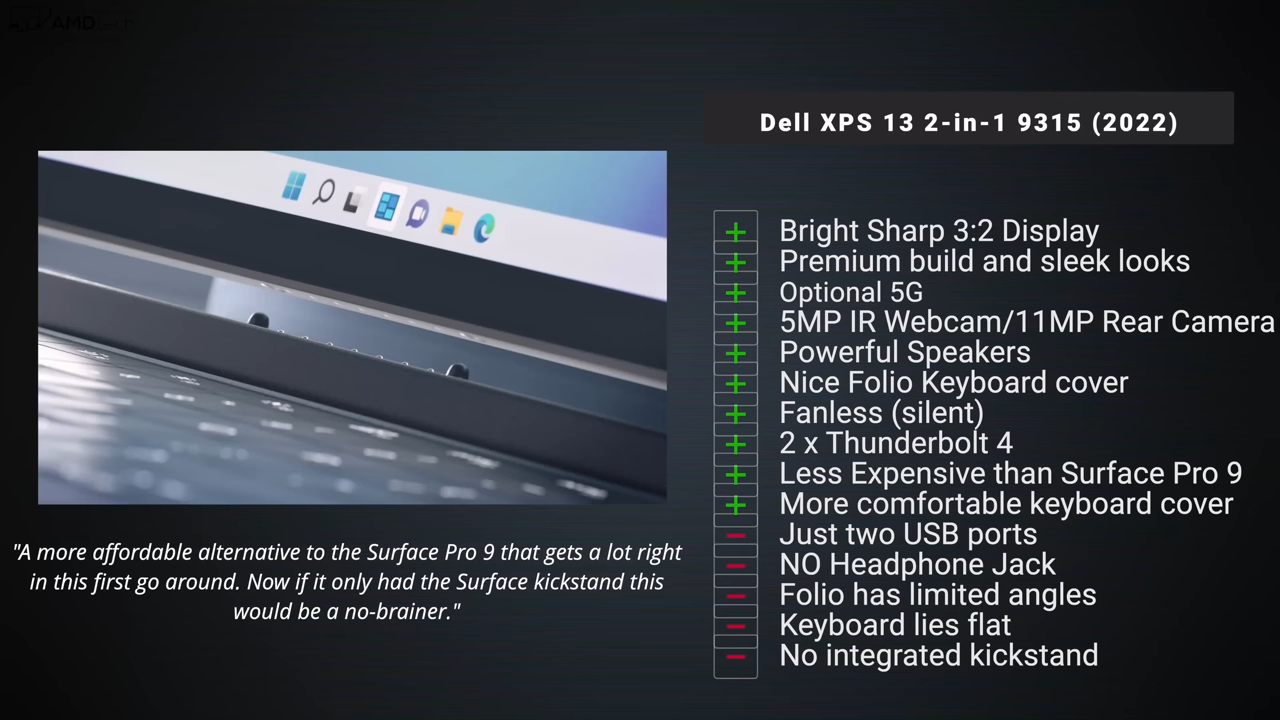 AMDtech
Dell XPS 13 2-in-1 9315 (2022)
+ Bright Sharp 3:2 Display
+ Premium build and sleek looks
+ Optional 5G
+ 5MP IR Webcam/11MP Rear Camera
+ Powerful Speakers
+ Nice Folio Keyboard cover
+ Fanless (silent)
+ 2 x Thunderbolt 4
+ Less Expensive than Surface Pro 9
+ More comfortable keyboard cover
- Just two USB ports
- NO Headphone Jack
- Folio has limited angles
- Keyboard lies flat
- No integrated kickstand
"A more affordable alternative to the Surface Pro 9 that gets a lot right
in this first go around. Now if it only had the Surface kickstand this
would be a no-brainer."